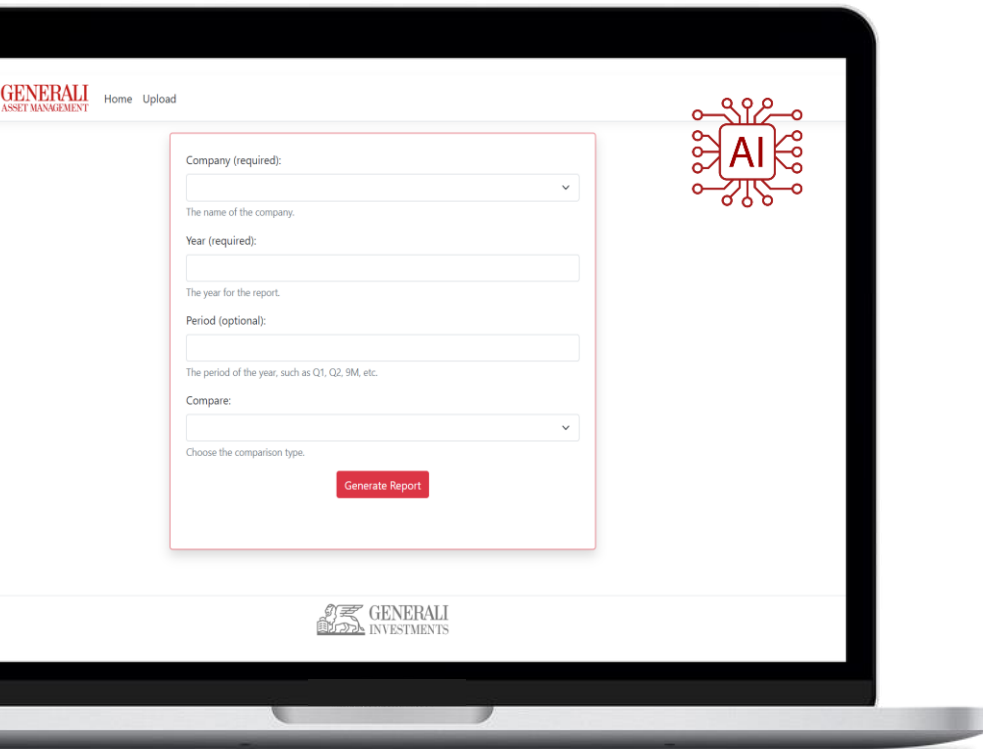 GENERALI
ASSET MANAGEMENT
Home Upload
AI
Company (required):
The name of the company.
Year (required):
The year for the report.
Period (optional):
The period of the year, such as Q1, Q2, 9M, etc.
Compare:
Choose the comparison type.
Generate Report
GENERALI
INVESTMENTS